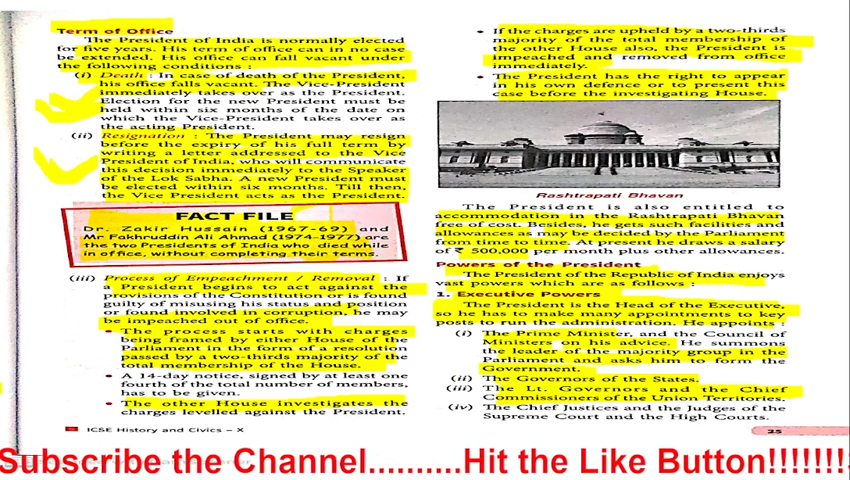 Term of Office
The President of India is normally elected
for five years. His term of office can in no case
be extended. His office can fall vacant under
the following conditions :
(i) Death : In case of death of the President,
his office falls vacant. The Vice-President
immediately takes over as the President.
Election for the new President must be
held within six months of the date on
which the Vice-President takes over as
the acting President.
(ii) Resignation : The President may resign
before the expiry of his full term by
writing a letter addressed to the Vice
President of India, who will communicate
this decision immediately to the Speaker
of the Lok Sabha. A new President must
be elected within six months. Till then,
the Vice President acts as the President.
FACT FILE
Dr. Zakir Hussain (1967-69) and
Mr Fakhruddin Ali Ahmad (1974-1977) are
the two Presidents of India who died while
in office, without completing their terms.
(iii) Process of Empeachment / Removal : If
a President begins to act against the
provisions of the Constitution or is found
guilty of misusing his status and position
or found involved in corruption, he may
be impeached out of office.
• The process starts with charges
being framed by either House of the
Parliament in the form of a resolution
passed by a two-thirds majority of the
total membership of the House.
• A 14-day notice, signed by at least one
fourth of the total number of members,
has to be given.
• The other House investigates the
charges levelled against the President.
ICSE History and Civics – X
• If the charges are upheld by a two-thirds
majority of the total membership of
the other House also, the President is
impeached and removed from office
immediately.
• The President has the right to appear
in his own defence or to present this
case before the investigating House.
Rashtrapati Bhavan
The President is also entitled to
accommodation in the Rashtrapati Bhavan
free of cost. Besides, he gets such facilities and
allowances as may be decided by the Parliament
from time to time. At present he draws a salary
of ₹ 500,000 per month plus other allowances.
Powers of the President
The President of the Republic of India enjoys
vast powers which are as follows :
1. Executive Powers
The President is the Head of the Executive,
so he has to make many appointments to key
posts to run the administration. He appoints :
(i) The Prime Minister, and the Council of
Ministers on his advice. He summons
the leader of the majority group in the
Parliament and asks him to form the
Government.
(ii) The Governors of the States.
(iii) The Lt. Governors and the Chief
Commissioners of the Union Territories.
(iv) The Chief Justices and the Judges of the
Supreme Court and the High Courts.
25
Subscribe the Channel..........Hit the Like Button!!!!!!!